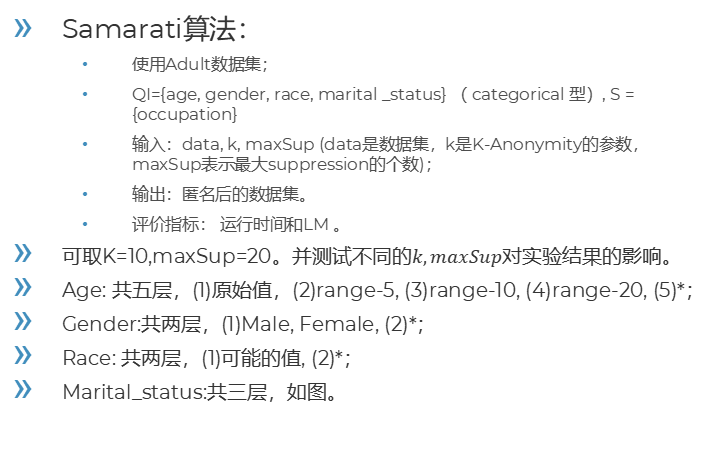 Samarati算法：
使用Adult数据集；
QI={age, gender, race, marital _status} （ categorical 型）, S =
{occupation}
输入：data, k, maxSup (data是数据集，k是K-Anonymity的参数，
maxSup表示最大suppression的个数)；
输出：匿名后的数据集。
评价指标： 运行时间和LM 。
可取K=10,maxSup=20。并测试不同的k, maxSup对实验结果的影响。
Age: 共五层，(1)原始值，(2)range-5, (3)range-10, (4)range-20, (5)*；
Gender:共两层，(1)Male, Female, (2)*；
Race: 共两层，(1)可能的值, (2)*；
Marital_status:共三层，如图。